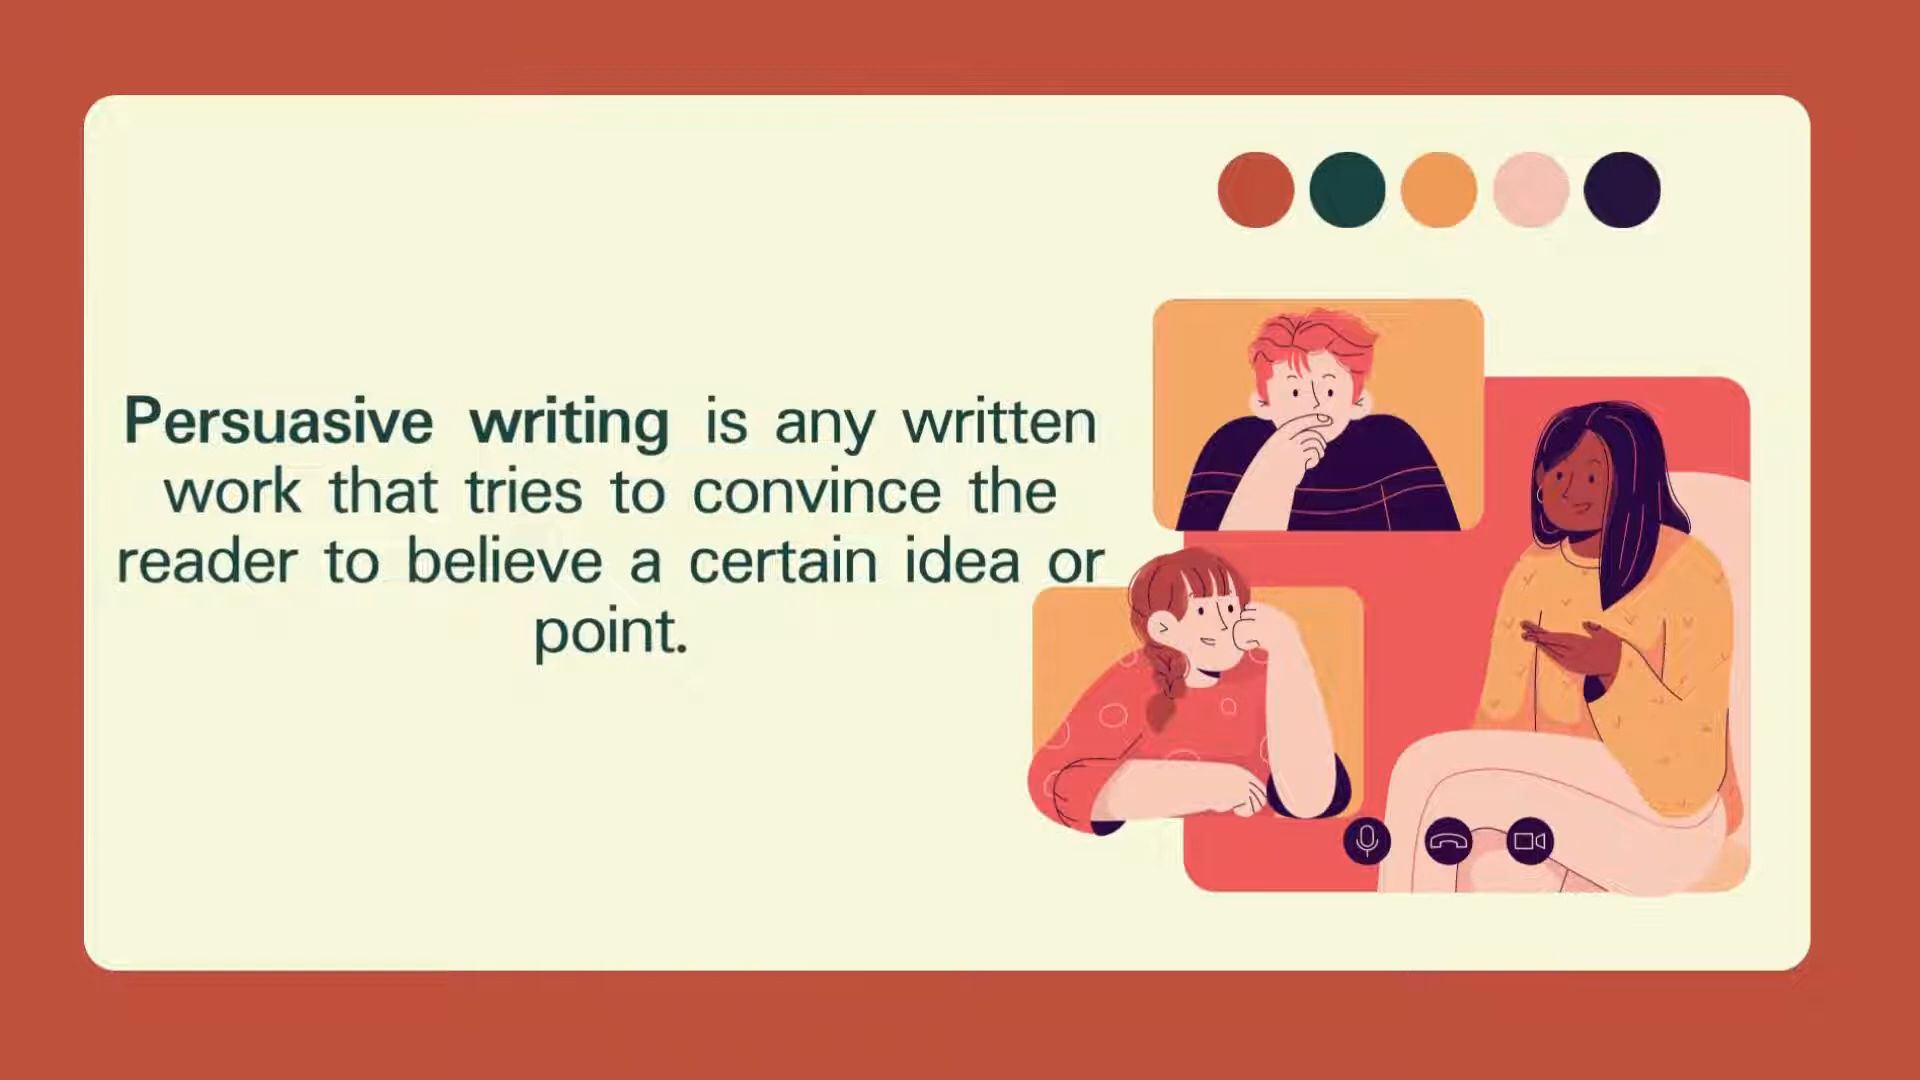 Persuasive writing is any written
work that tries to convince the
reader to believe a certain idea or
point.